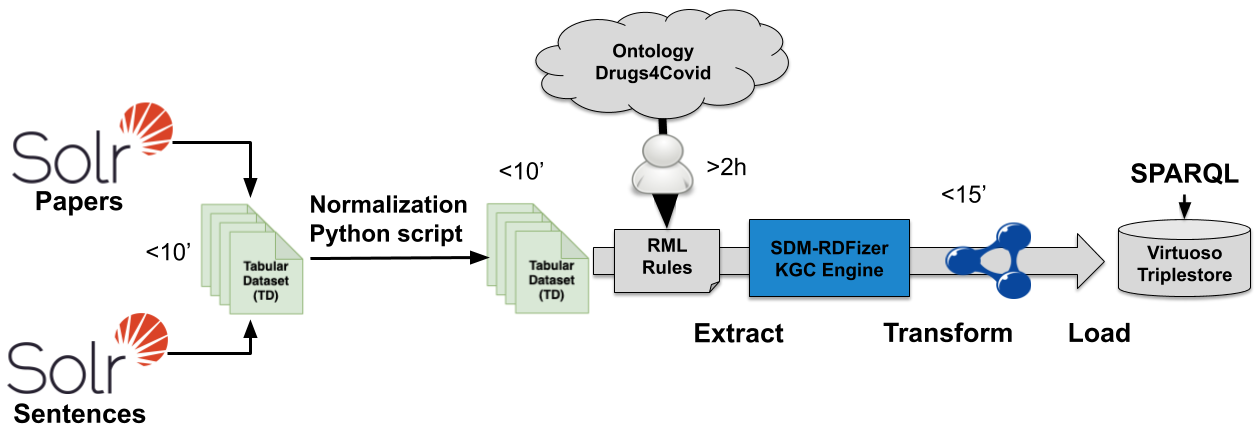 Solr
Papers
<10’
Tabular
Dataset
(TD)
Solr
Sentences
Normalization
Python script
<10’
Tabular
Dataset
(TD)
Ontology
Drugs4Covid
>2h
RML
Rules
SDM-RDFizer
KGC Engine
<15’
Extract
Transform
Load
SPARQL
Virtuoso
Triplestore